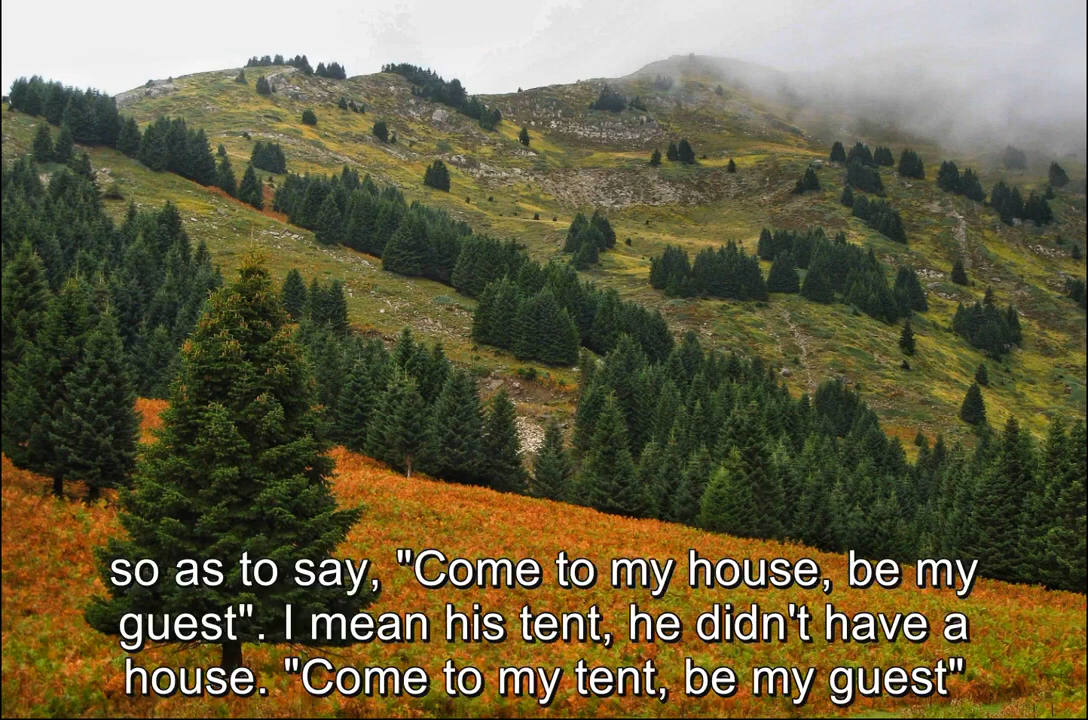 so as to say, "Come to my house, be my
guest". I mean his tent, he didn't have a
house. "Come to my tent, be my guest"